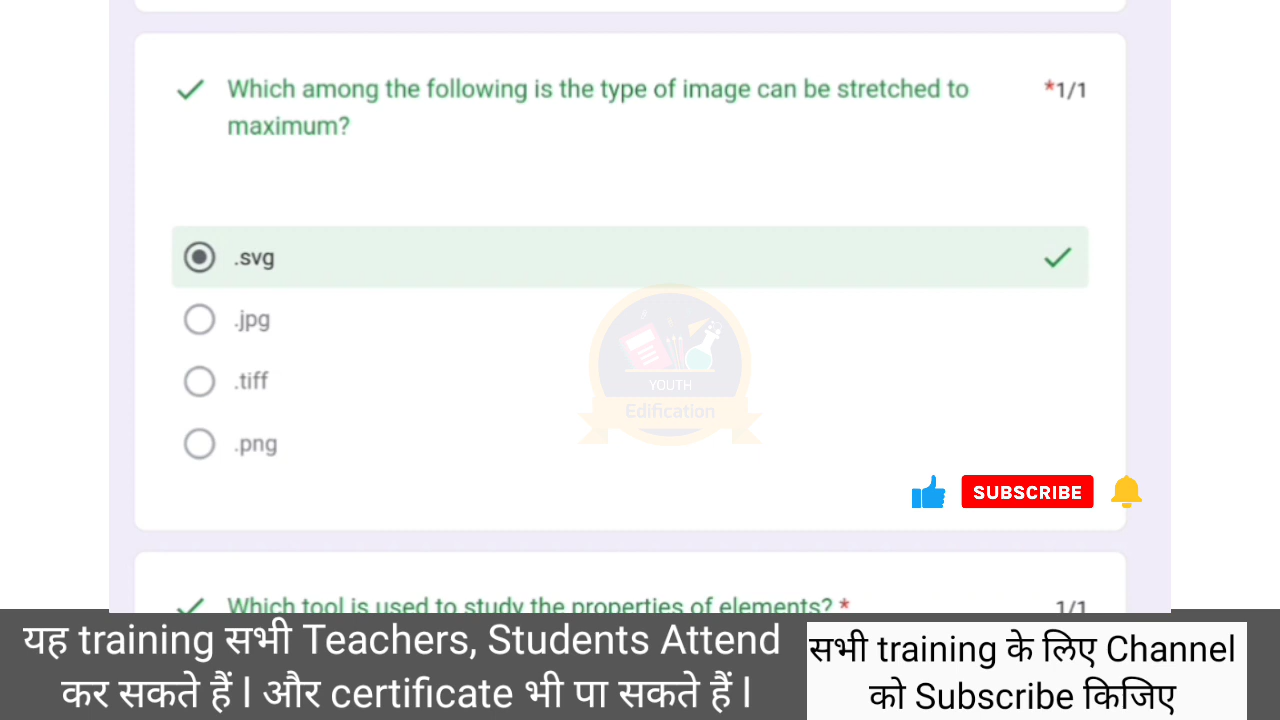 Which among the following is the type of image can be stretched to
maximum?
*1/1
.svg
.jpg
.tiff
.png
YOUTH
Edification
SUBSCRIBE
Which tool is used to study the properties of elements? *
1/1
यह training सभी Teachers, Students Attend
कर सकते हैं l और certificate भी पा सकते हैं l
सभी training के लिए Channel
को Subscribe किजिए